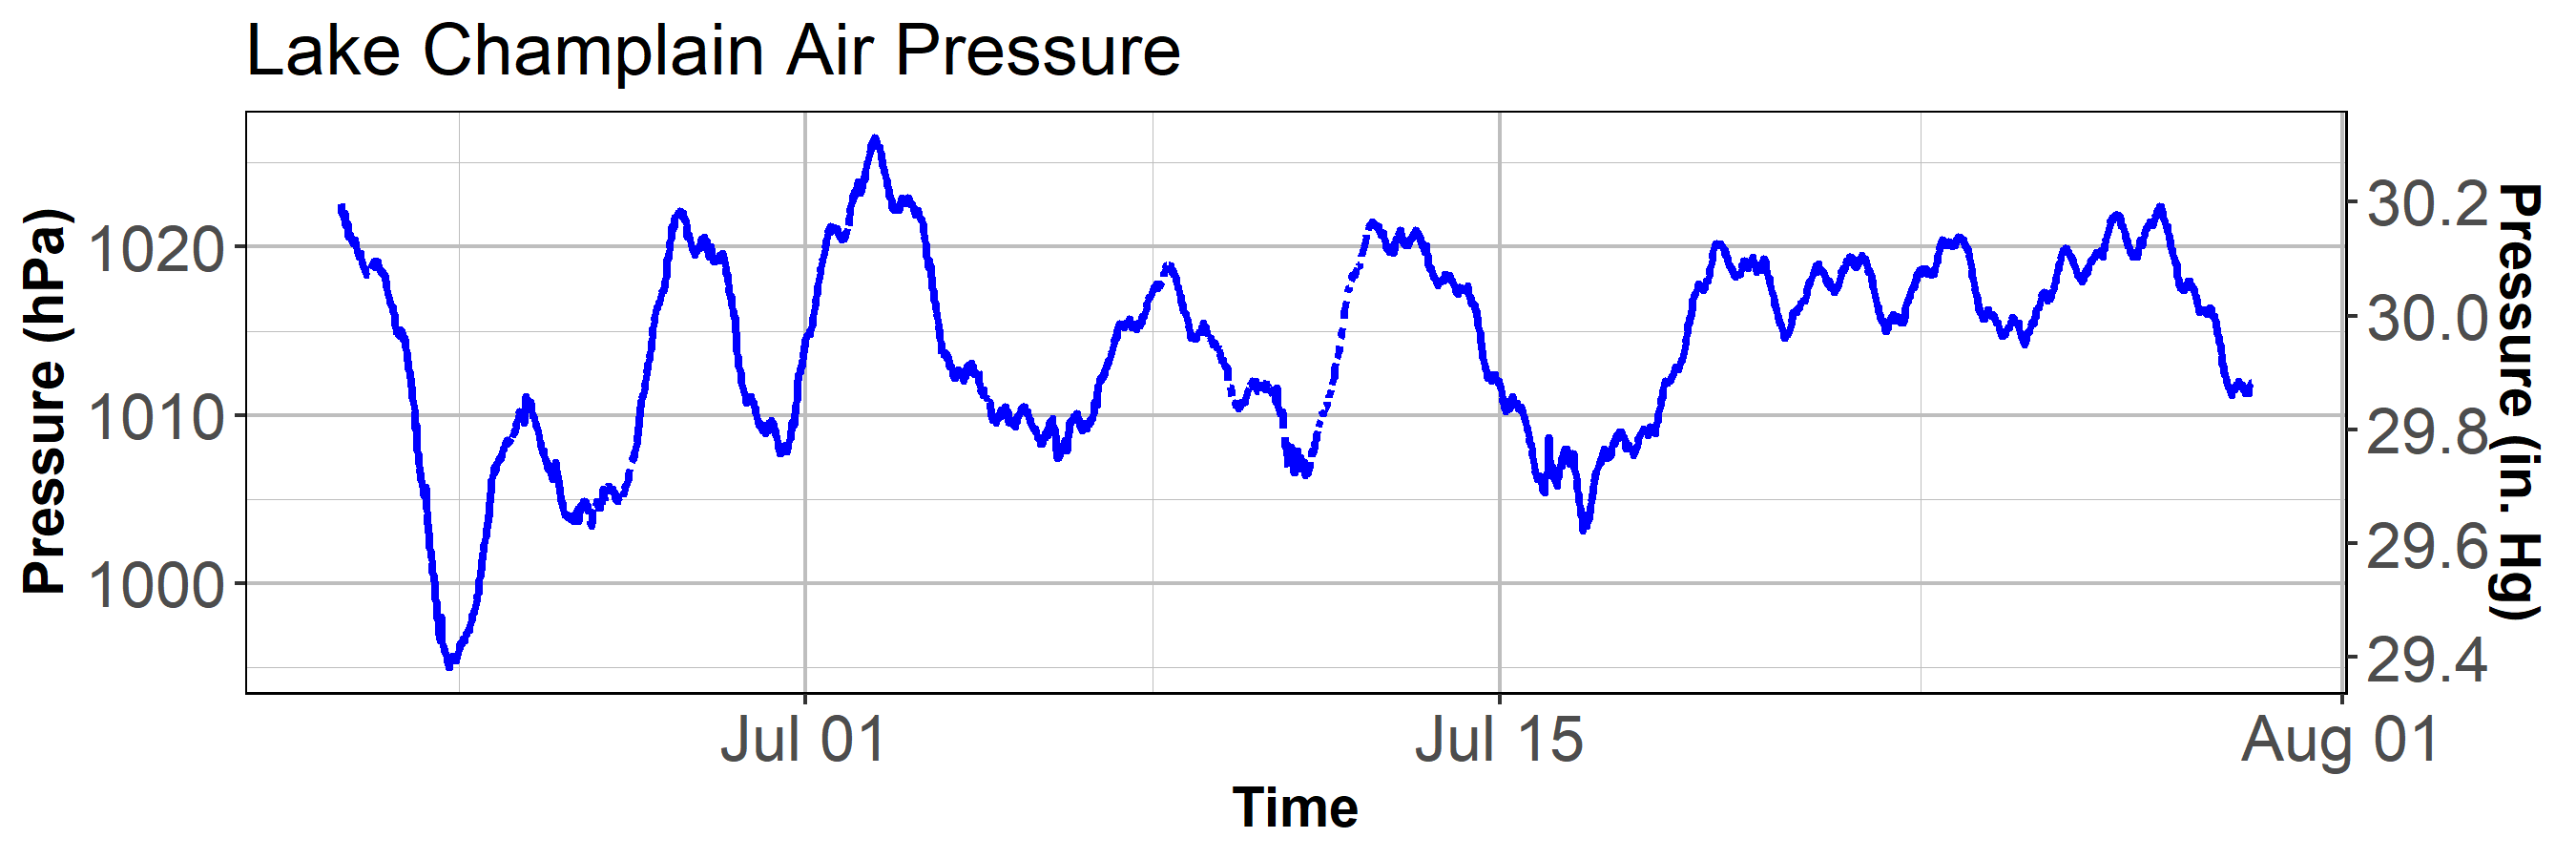 Lake Champlain Air Pressure
Pressure (hPa)
1020
1010
1000
30.2
30.0
29.8
29.6
29.4
Pressure (in. Hg)
Jul 01
Jul 15
Aug 01
Time